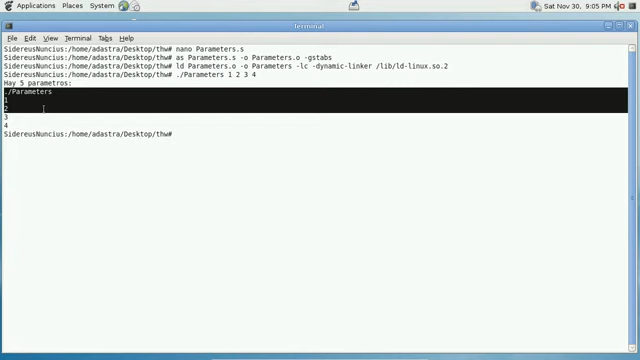 Applications Places System
Sat Nov 30, 9:05 PM
Terminal
File Edit View Terminal Tabs Help
SidereusNuncius:/home/adastra/Desktop/thw# nano Parameters.s
SidereusNuncius:/home/adastra/Desktop/thw# as Parameters.s -o Parameters.o -gstabs
SidereusNuncius:/home/adastra/Desktop/thw# ld Parameters.o -o Parameters -lc -dynamic-linker /lib/ld-linux.so.2
SidereusNuncius:/home/adastra/Desktop/thw# ./Parameters 1 2 3 4
Hay 5 parametros:
./Parameters
1
2
3
4
SidereusNuncius:/home/adastra/Desktop/thw#